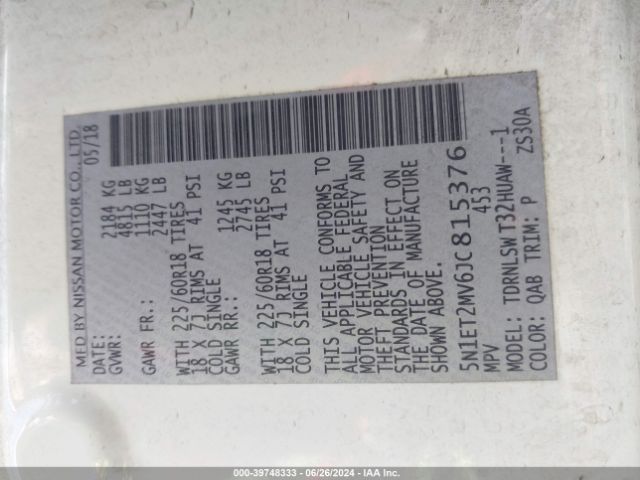 MFD BY NISSAN MOTOR CO., LTD
DATE: 05/18
GVWR: 2184 KG
4815 LB
GAWR FR.: 1110 KG
2447 LB
WITH 225/60R18 TIRES
18 X 7J RIMS AT 41 PSI
COLD SINGLE
GAWR RR.: 1245 KG
2745 LB
WITH 225/60R18 TIRES
18 X 7J RIMS AT 41 PSI
COLD SINGLE
THIS VEHICLE CONFORMS TO
ALL APPLICABLE FEDERAL
MOTOR VEHICLE SAFETY AND
THEFT PREVENTION
STANDARDS IN EFFECT ON
THE DATE OF MANUFACTURE
SHOWN ABOVE.
5N1ET2MV6JC815376
MPV 453
MODEL: TDRNLSWT32HUAW---1
COLOR: QAB TRIM: P ZS30A
000-39748333 - 06/26/2024 - IAA Inc.